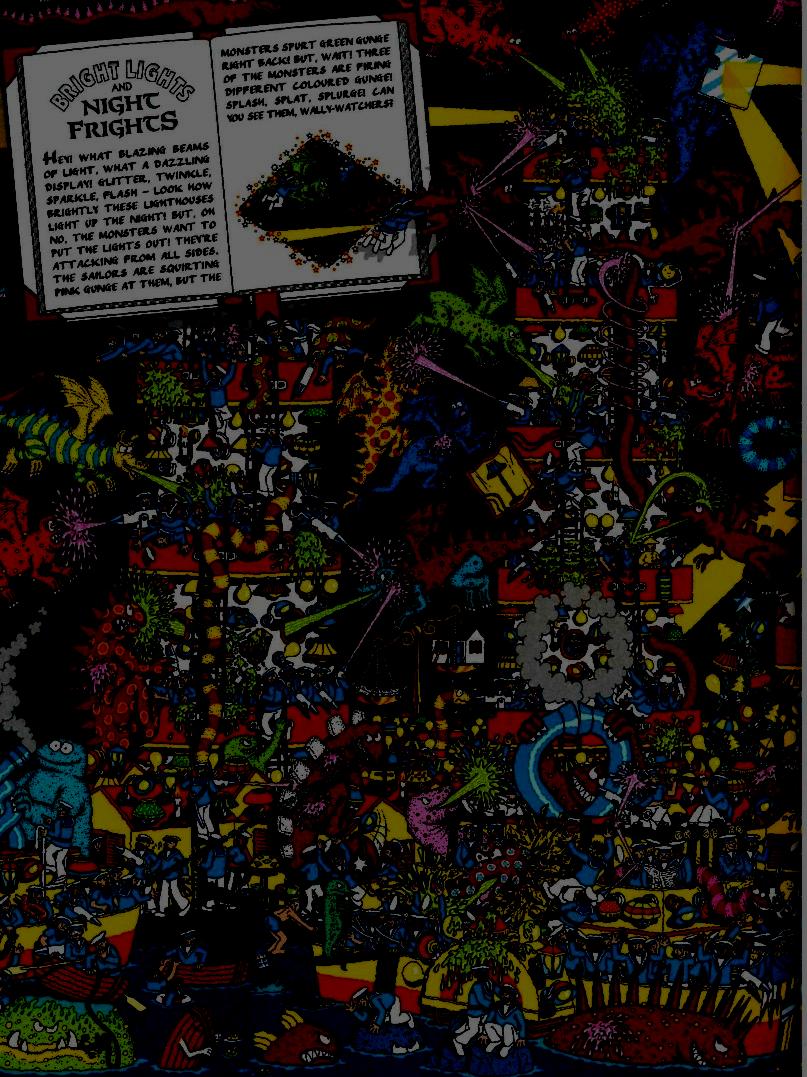 BRIGHT LIGHTS
AND
NIGHT
FRIGHTS
HEY! WHAT BLAZING BEAMS
OF LIGHT, WHAT A DAZZLING
DISPLAY! GLITTER, TWINKLE,
SPARKLE, FLASH – LOOK HOW
BRIGHTLY THESE LIGHTHOUSES
LIGHT UP THE NIGHT! BUT, OH
NO, THE MONSTERS WANT TO
PUT THE LIGHTS OUT! THEY'RE
ATTACKING FROM ALL SIDES.
THE SAILORS ARE SQUIRTING
PINK GUNGE AT THEM, BUT THE
MONSTERS SPURT GREEN GUNGE
RIGHT BACK! BUT, WAIT! THREE
OF THE MONSTERS ARE FIRING
DIFFERENT COLOURED GUNGE!
SPLASH, SPLAT, SPLURGE! CAN
YOU SEE THEM, WALLY-WATCHERS?